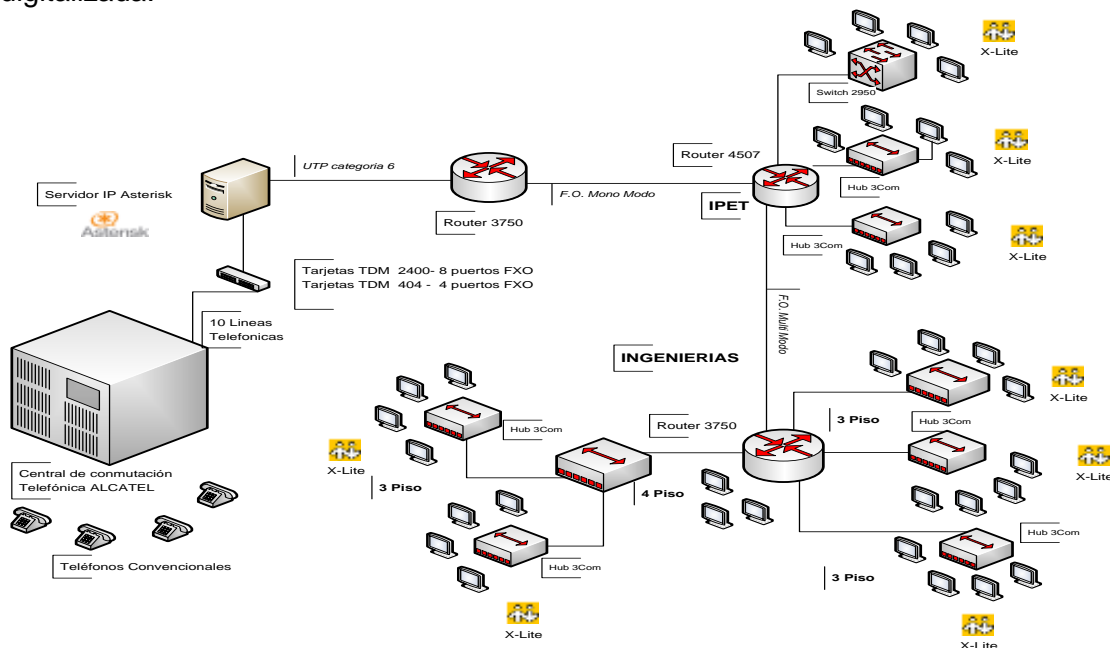 digitalizada.
X-Lite
Switch 2950
UTP categoria 6
Router 4507
X-Lite
Servidor IP Asterisk
F.O. Mono Modo
Hub 3Com
Asterisk
IPET
Router 3750
Hub 3Com
X-Lite
Tarjetas TDM 2400- 8 puertos FXO
Tarjetas TDM 404 - 4 puertos FXO
F.O. Multi Modo
10 Lineas
Telefonicas
INGENIERIAS
X-Lite
3 Piso
Hub 3Com
Router 3750
Hub 3Com
X-Lite
Central de conmutación
Telefónica ALCATEL
X-Lite
3 Piso
4 Piso
Hub 3Com
Teléfonos Convencionales
Hub 3Com
3 Piso
X-Lite
X-Lite